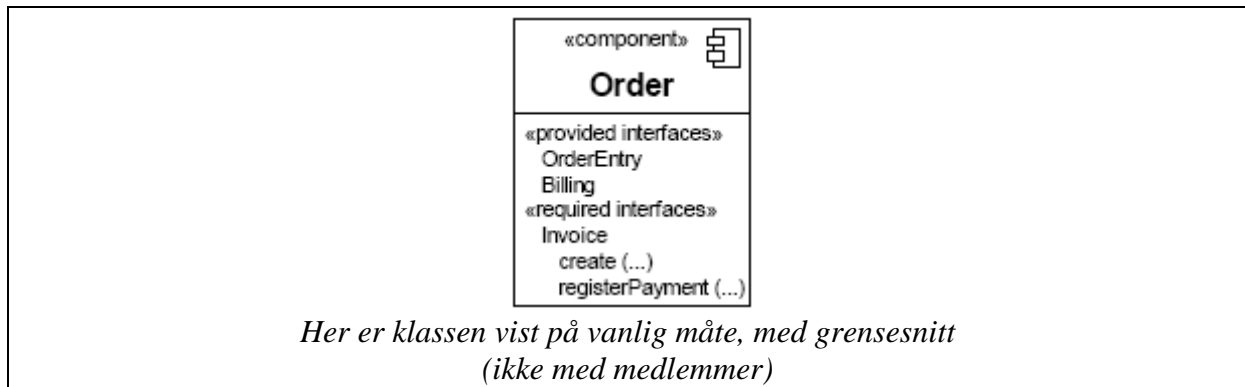 «component»
Order
«provided interfaces»
OrderEntry
Billing
«required interfaces»
Invoice
create (...)
registerPayment (...)
Her er klassen vist på vanlig måte, med grensesnitt
(ikke med medlemmer)